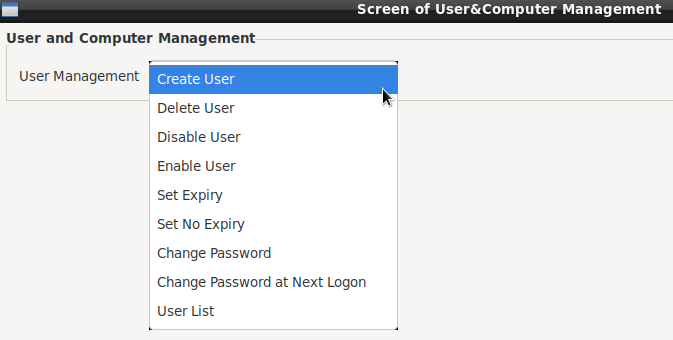 Screen of User&Computer Management
User and Computer Management
User Management
Create User
Delete User
Disable User
Enable User
Set Expiry
Set No Expiry
Change Password
Change Password at Next Logon
User List